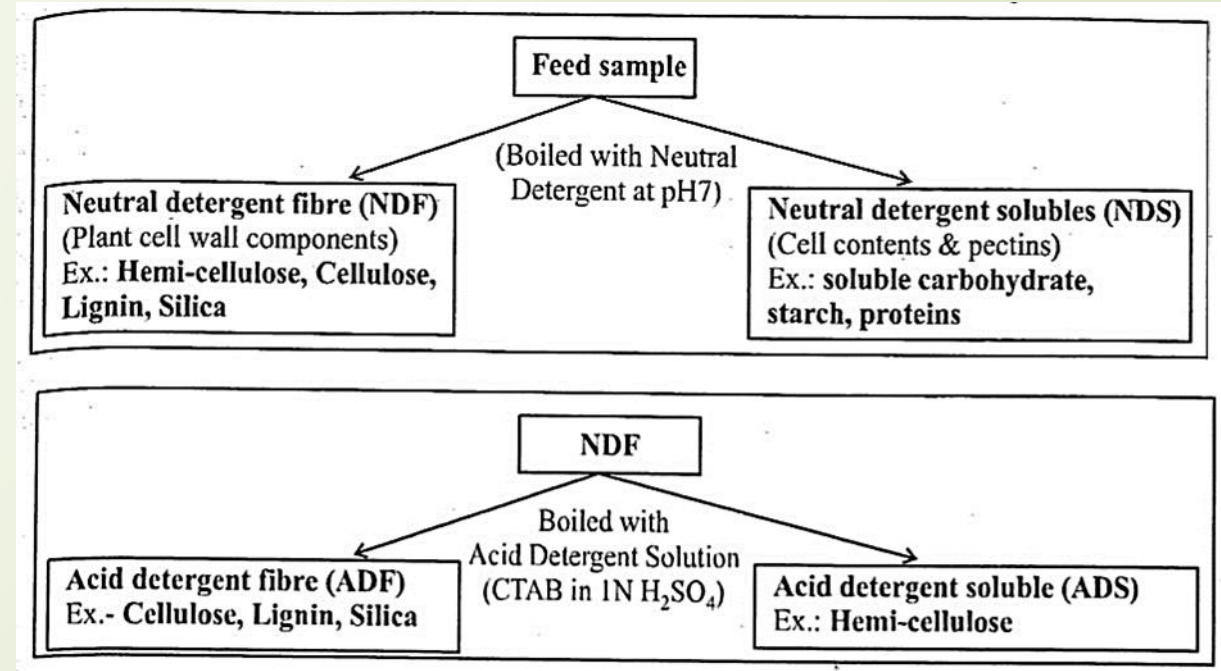 Feed sample
(Boiled with Neutral
Detergent at pH7)
Neutral detergent fibre (NDF)
(Plant cell wall components)
Ex.: Hemi-cellulose, Cellulose,
Lignin, Silica
Neutral detergent solubles (NDS)
(Cell contents & pectins)
Ex.: soluble carbohydrate,
starch, proteins
NDF
Boiled with
Acid Detergent Solution
(CTAB in 1N H₂SO₄)
Acid detergent fibre (ADF)
Ex.- Cellulose, Lignin, Silica
Acid detergent soluble (ADS)
Ex.: Hemi-cellulose